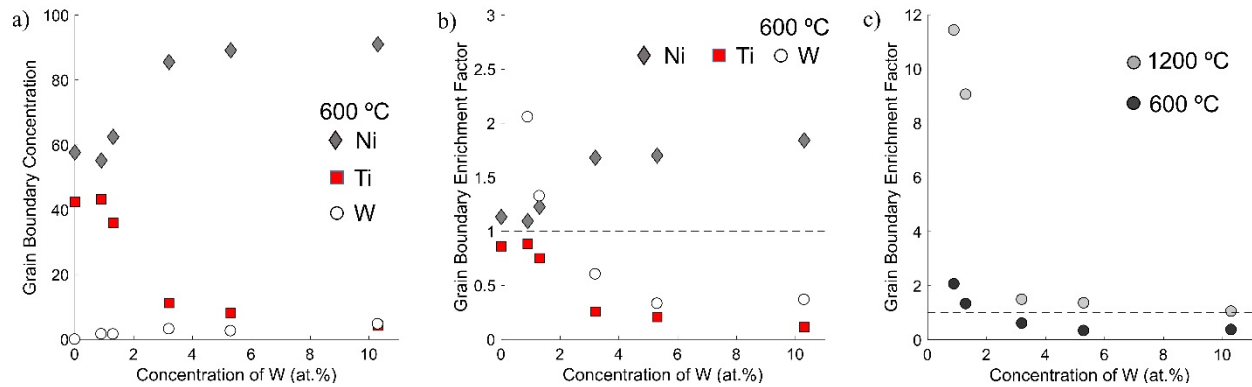 a)
Grain Boundary Concentration
100
80
60
40
20
0
600 ºC
Ni
Ti
W
0 2 4 6 8 10
Concentration of W (at.%)
b)
Grain Boundary Enrichment Factor
3
2.5
2
1.5
1
0.5
0
600 ºC
Ni Ti W
0 2 4 6 8 10
Concentration of W (at.%)
c)
Grain Boundary Enrichment Factor
12
10
8
6
4
2
0
1200 ºC
600 ºC
0 2 4 6 8 10
Concentration of W (at.%)